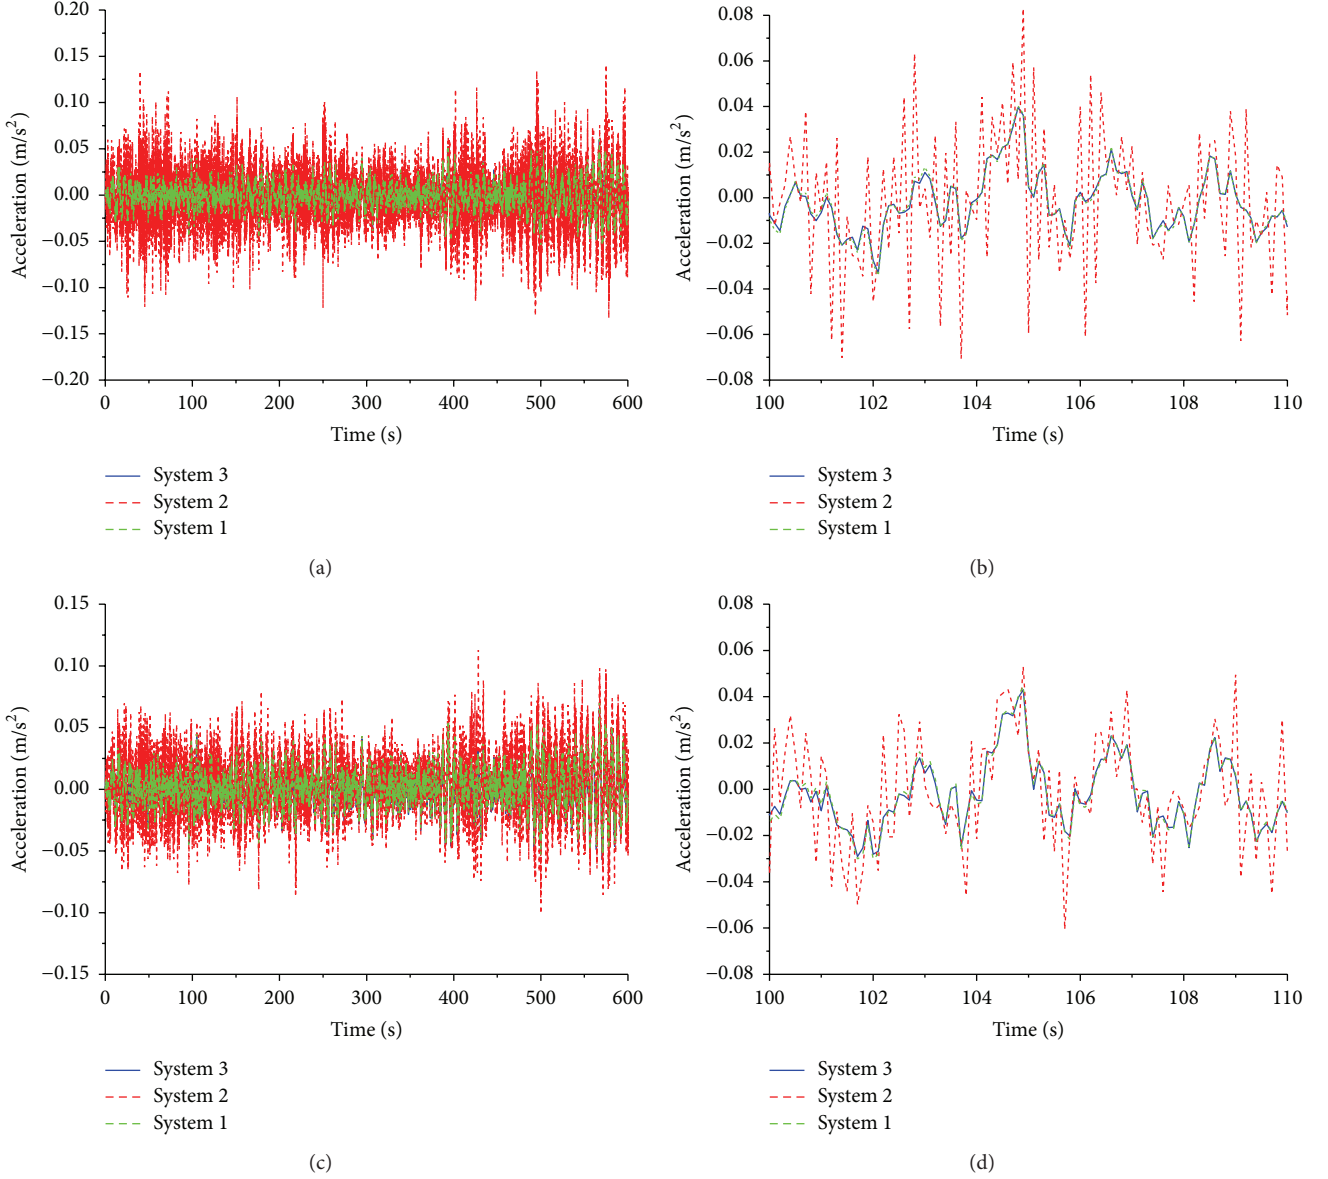 0.20
0.15
0.10
0.05
0.00
−0.05
−0.10
−0.15
−0.20
Acceleration (m/s²)
0 100 200 300 400 500 600
Time (s)
System 3
System 2
System 1
(a)
0.08
0.06
0.04
0.02
0.00
−0.02
−0.04
−0.06
−0.08
Acceleration (m/s²)
100 102 104 106 108 110
Time (s)
System 3
System 2
System 1
(b)
0.15
0.10
0.05
0.00
−0.05
−0.10
−0.15
Acceleration (m/s²)
0 100 200 300 400 500 600
Time (s)
System 3
System 2
System 1
(c)
0.08
0.06
0.04
0.02
0.00
−0.02
−0.04
−0.06
−0.08
Acceleration (m/s²)
100 102 104 106 108 110
Time (s)
System 3
System 2
System 1
(d)